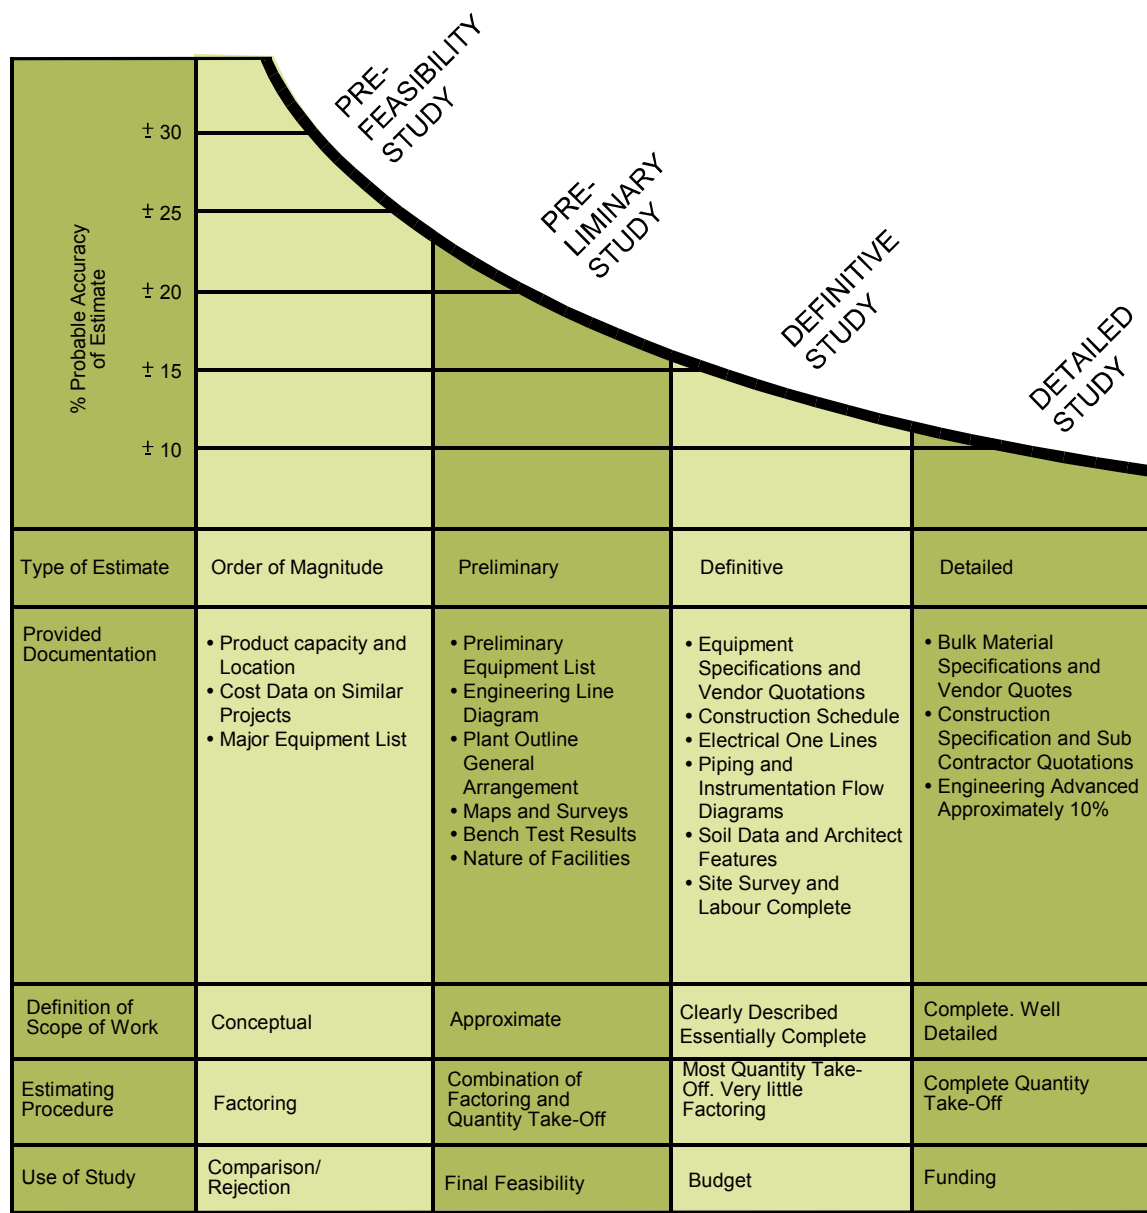 PRE-
FEASIBILITY
STUDY
PRE-
LIMINARY
STUDY
DEFINITIVE
STUDY
DETAILED
STUDY
% Probable Accuracy
of Estimate
± 30
± 25
± 20
± 15
± 10
Type of Estimate
Order of Magnitude
Preliminary
Definitive
Detailed
Provided
Documentation
• Product capacity and
Location
• Cost Data on Similar
Projects
• Major Equipment List
• Preliminary
Equipment List
• Engineering Line
Diagram
• Plant Outline
General
Arrangement
• Maps and Surveys
• Bench Test Results
• Nature of Facilities
• Equipment
Specifications and
Vendor Quotations
• Construction Schedule
• Electrical One Lines
• Piping and
Instrumentation Flow
Diagrams
• Soil Data and Architect
Features
• Site Survey and
Labour Complete
• Bulk Material
Specifications and
Vendor Quotes
• Construction
Specification and Sub
Contractor Quotations
• Engineering Advanced
Approximately 10%
Definition of
Scope of Work
Conceptual
Approximate
Clearly Described
Essentially Complete
Complete. Well
Detailed
Estimating
Procedure
Factoring
Combination of
Factoring and
Quantity Take-Off
Most Quantity Take-
Off. Very little
Factoring
Complete Quantity
Take-Off
Use of Study
Comparison/
Rejection
Final Feasibility
Budget
Funding